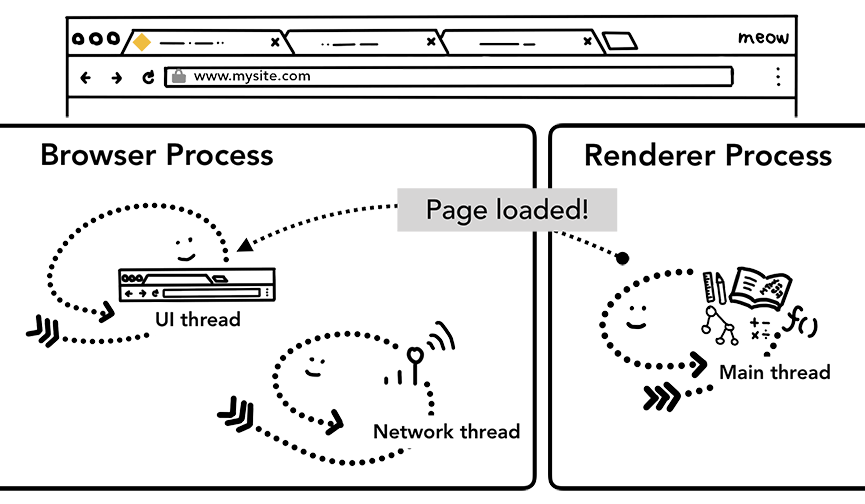 meow
www.mysite.com
Browser Process
Renderer Process
Page loaded!
UI thread
Network thread
Main thread
f()
+-
×÷